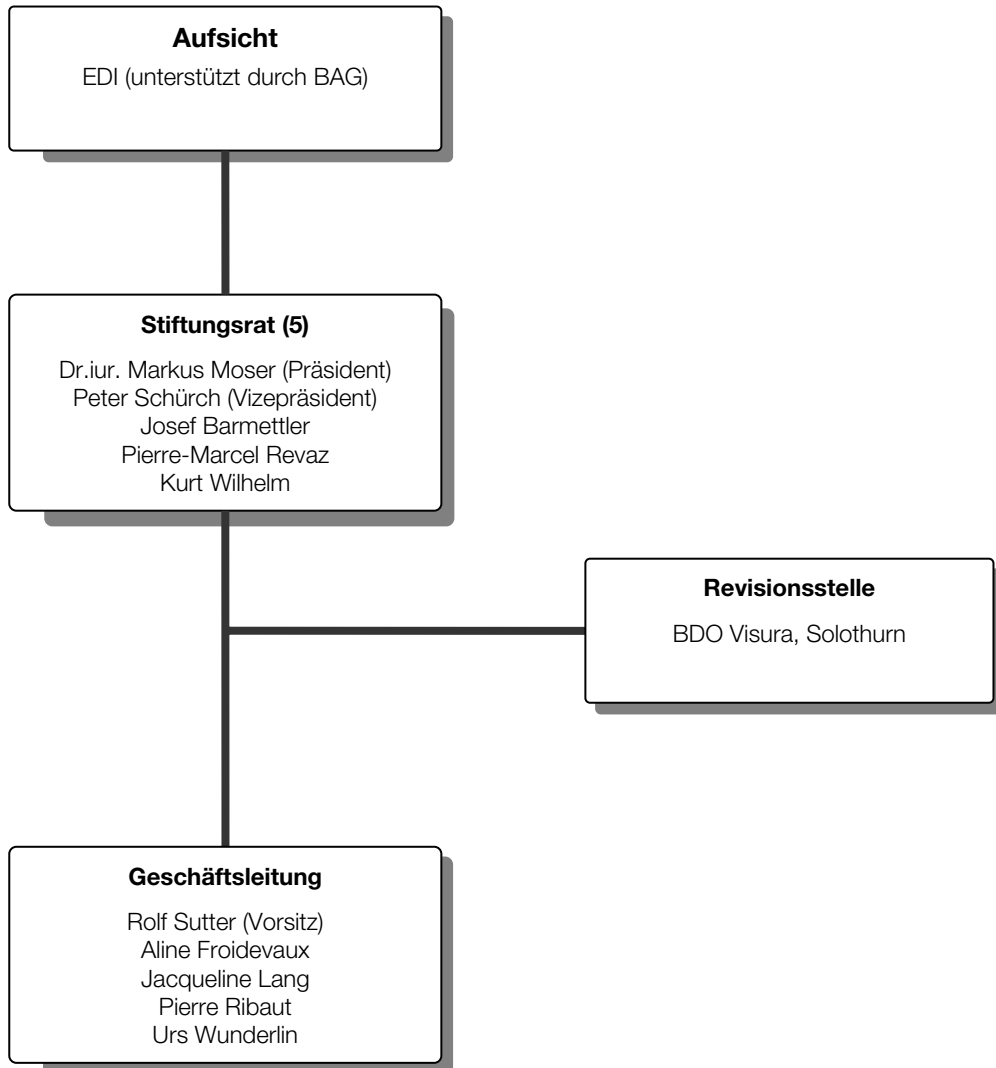 Aufsicht
EDI (unterstützt durch BAG)
Stiftungsrat (5)
Dr.iur. Markus Moser (Präsident)
Peter Schürch (Vizepräsident)
Josef Barmettler
Pierre-Marcel Revaz
Kurt Wilhelm
Revisionsstelle
BDO Visura, Solothurn
Geschäftsleitung
Rolf Sutter (Vorsitz)
Aline Froidevaux
Jacqueline Lang
Pierre Ribaut
Urs Wunderlin